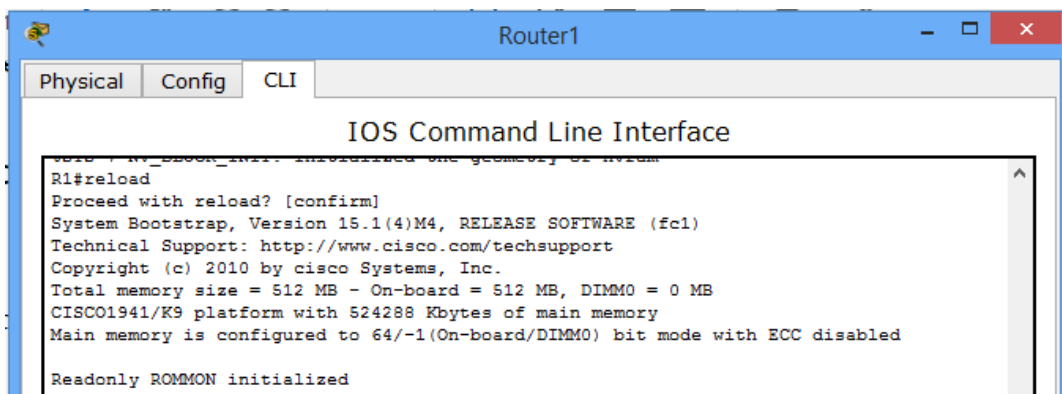 Router1
Physical Config CLI
IOS Command Line Interface
R1#reload
Proceed with reload? [confirm]
System Bootstrap, Version 15.1(4)M4, RELEASE SOFTWARE (fc1)
Technical Support: http://www.cisco.com/techsupport
Copyright (c) 2010 by cisco Systems, Inc.
Total memory size = 512 MB - On-board = 512 MB, DIMM0 = 0 MB
CISCO1941/K9 platform with 524288 Kbytes of main memory
Main memory is configured to 64/-1(On-board/DIMM0) bit mode with ECC disabled
Readonly ROMMON initialized